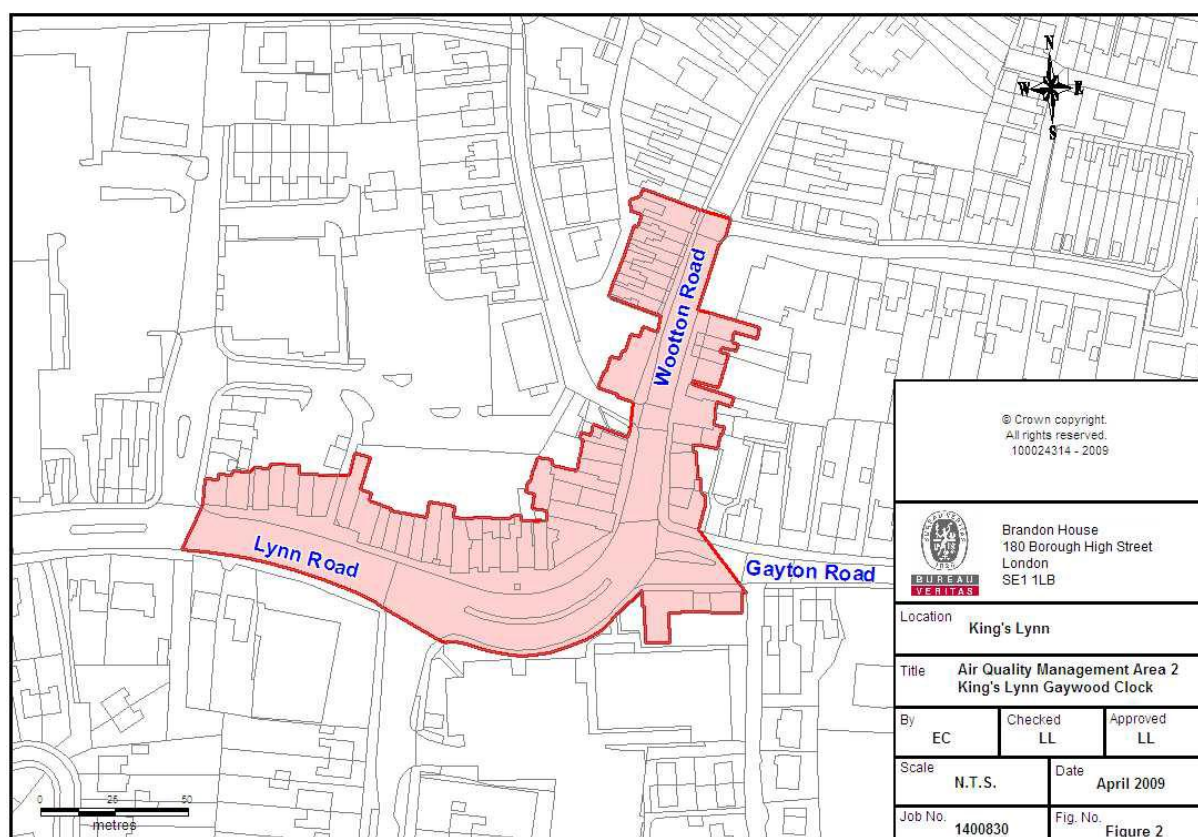 N
W E
S
Wootton Road
Lynn Road
Gayton Road
© Crown copyright.
All rights reserved.
100024314 - 2009
BUREAU
VERITAS
Brandon House
180 Borough High Street
London
SE1 1LB
Location
King's Lynn
Title
Air Quality Management Area 2
King's Lynn Gaywood Clock
By
EC
Checked
LL
Approved
LL
Scale
N.T.S.
Date
April 2009
Job No.
1400830
Fig. No.
Figure 2
0 25 50
metres